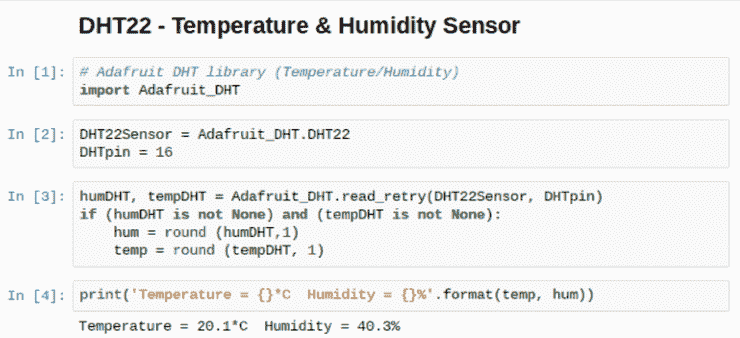 DHT22 - Temperature & Humidity Sensor
In [1]: # Adafruit DHT library (Temperature/Humidity)
import Adafruit_DHT
In [2]: DHT22Sensor = Adafruit_DHT.DHT22
DHTpin = 16
In [3]: humDHT, tempDHT = Adafruit_DHT.read_retry(DHT22Sensor, DHTpin)
if (humDHT is not None) and (tempDHT is not None):
    hum = round (humDHT,1)
    temp = round (tempDHT, 1)
In [4]: print('Temperature = {}*C  Humidity = {}%'.format(temp, hum))
Temperature = 20.1*C  Humidity = 40.3%